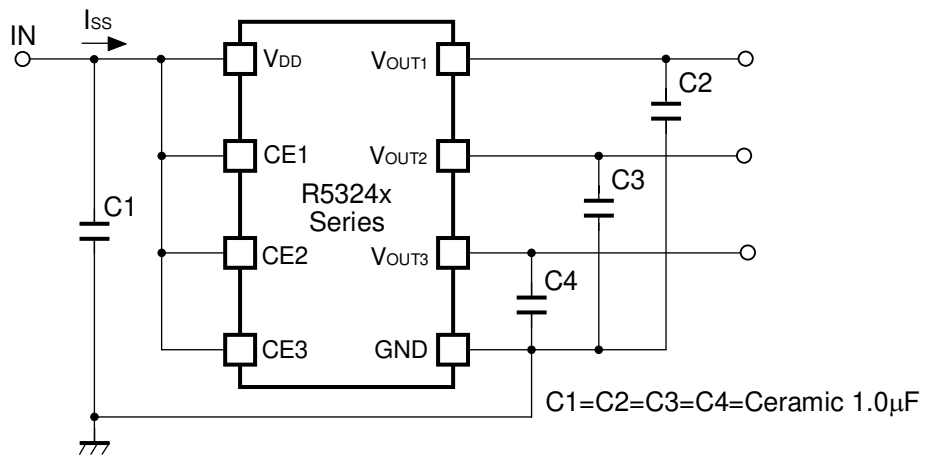 IN
ISS
VDD
VOUT1
C2
CE1
VOUT2
C3
C1
R5324x
Series
CE2
VOUT3
C4
CE3
GND
C1=C2=C3=C4=Ceramic 1.0μF